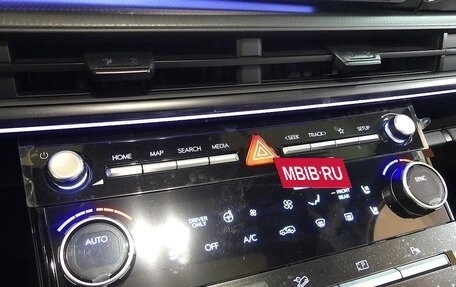 HOME MAP SEARCH MEDIA <SEEK TRACK> SETUP
MBIB.RU
DRIVER ONLY
FRONT REAR
AUTO
OFF A/C
SYNC
P